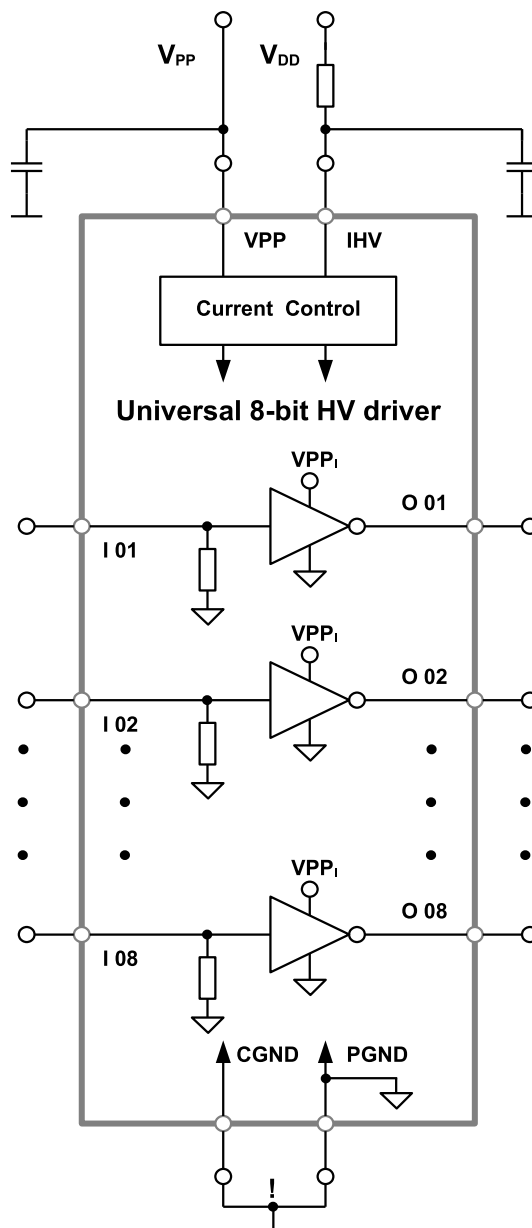 VPP VDD
VPP IHV
Current Control
Universal 8-bit HV driver
VPPI
O 01
I 01
VPPI
O 02
I 02
VPPI
O 08
I 08
CGND PGND
!